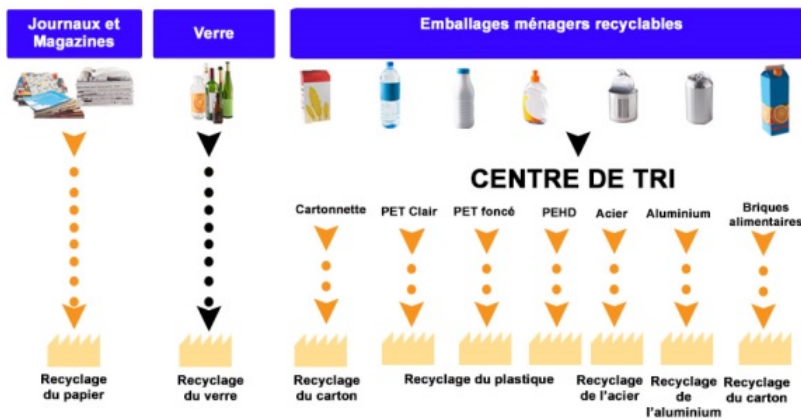 Journaux et
Magazines
Verre
Emballages ménagers recyclables
CENTRE DE TRI
Cartonnette
PET Clair
PET foncé
PEHD
Acier
Aluminium
Briques
alimentaires
Recyclage
du papier
Recyclage
du verre
Recyclage
du carton
Recyclage du plastique
Recyclage
de l'acier
Recyclage
de
l'aluminium
Recyclage
du carton